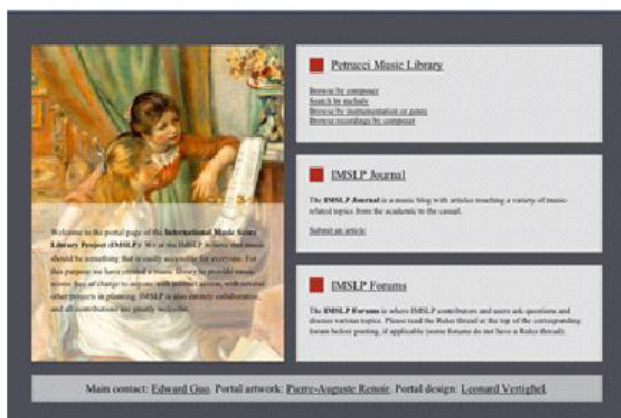 Welcome to the portal page of the International Music Score
Library Project (IMSLP)! We at the IMSLP believe that music
should be something that is easily accessible for everyone. For
this purpose we have created a music library to provide music
access free of charge to anyone with internet access, with several
other projects in planning. IMSLP is also entirely collaborative,
and all contributions are greatly welcome.
Petrucci Music Library
Browse by composer
Search by melody
Browse by instrumentation or genre
Browse recordings by composer
IMSLP Journal
The IMSLP Journal is a music blog with articles touching a variety of music-
related topics from the academic to the casual.
Submit an article
IMSLP Forums
The IMSLP Forums is where IMSLP contributors and users ask questions and
discuss various topics. Please read the Rules thread at the top of the corresponding
forum before posting, if applicable (some forums do not have a Rules thread).
Main contact: Edward Guo. Portal artwork: Pierre-Auguste Renoir. Portal design: Leonard Vertighel.